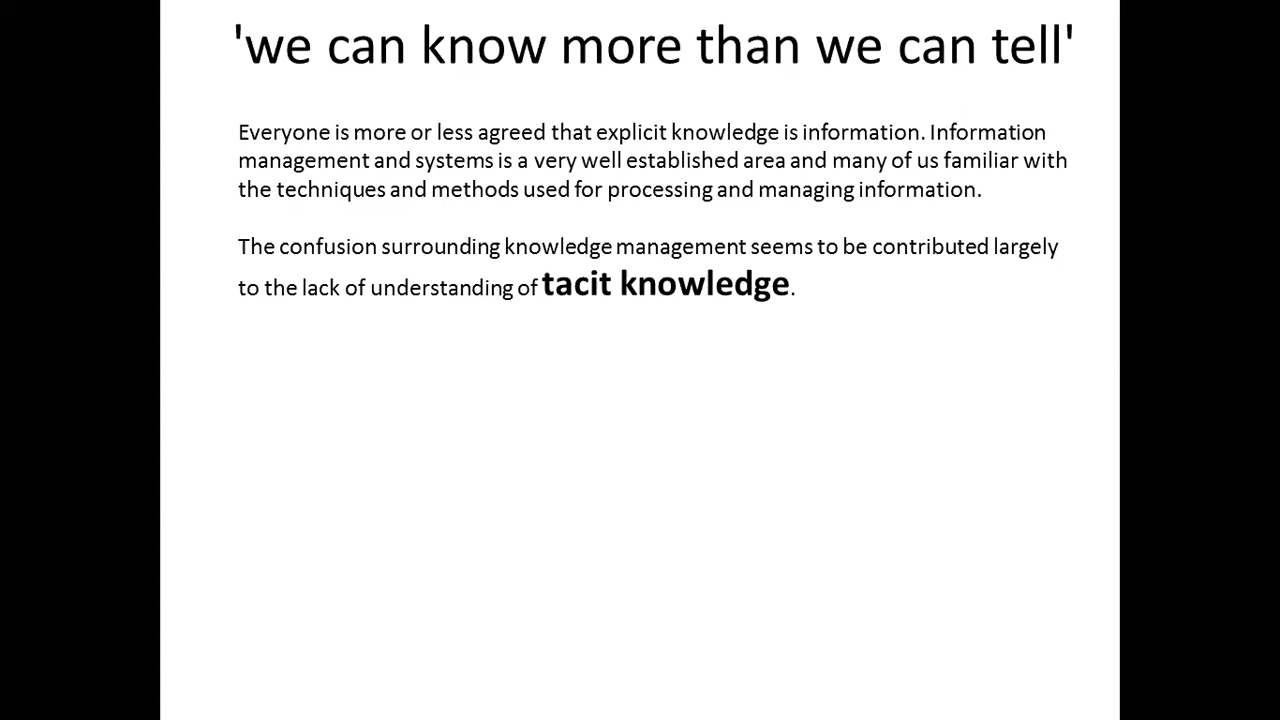 'we can know more than we can tell'
Everyone is more or less agreed that explicit knowledge is information. Information
management and systems is a very well established area and many of us familiar with
the techniques and methods used for processing and managing information.
The confusion surrounding knowledge management seems to be contributed largely
to the lack of understanding of tacit knowledge.